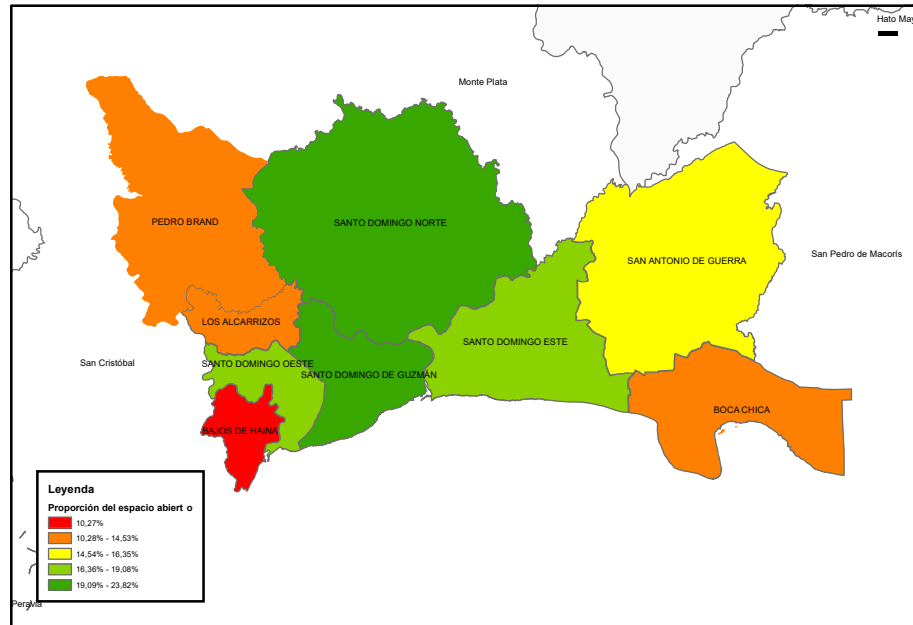 Hato May
Monte Plata
PEDRO BRAND
SANTO DOMINGO NORTE
SAN ANTONIO DE GUERRA
San Pedro de Macorís
LOS ALCARRIZOS
SANTO DOMINGO ESTE
San Cristóbal
SANTO DOMINGO OESTE
SANTO DOMINGO DE GUZMÁN
BOCA CHICA
BAJOS DE HAINA
Leyenda
Proporción del espacio abiert o
10,27%
10,28% - 14,53%
14,54% - 16,35%
16,36% - 19,08%
19,09% - 23,82%
Peravia